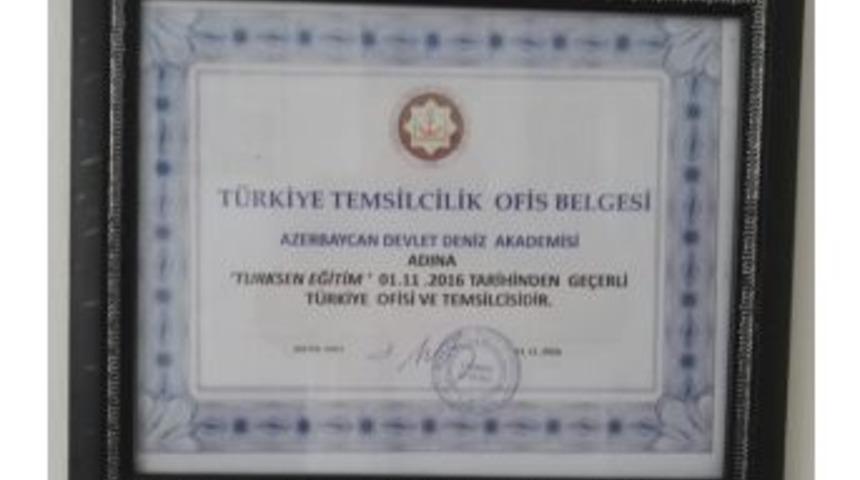 TÜRKİYE TEMSİLCİLİK OFİS BELGESİ
AZERBAYCAN DEVLET DENİZ AKADEMİSİ
ADINA
"TURKSEN EĞİTİM" 01.11 .2016 TARİHİNDEN GEÇERLİ
TÜRKİYE OFİSİ VE TEMSİLCİSİDİR.